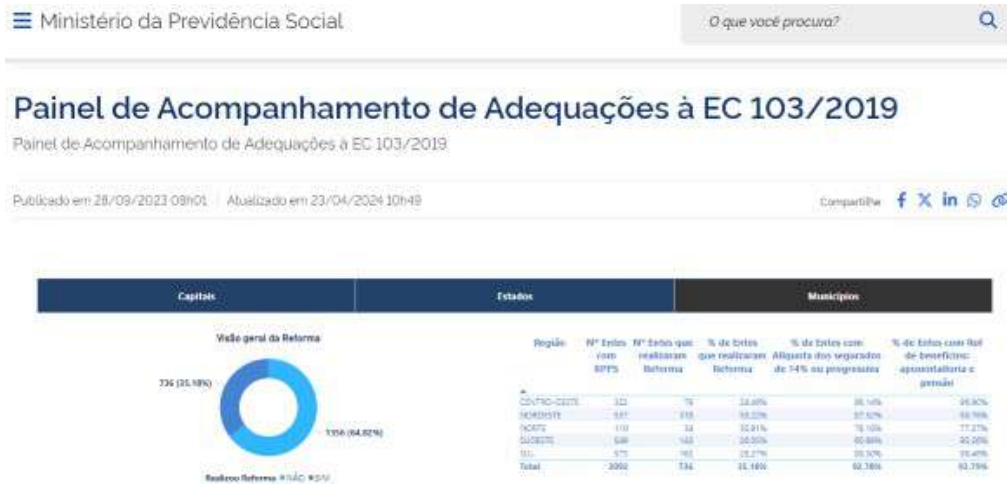 Ministério da Previdência Social
O que você procura?
Painel de Acompanhamento de Adequações à EC 103/2019
Painel de Acompanhamento de Adequações à EC 103/2019
Publicado em 28/09/2023 09h01 Atualizado em 23/04/2024 10h49
Compartilhe
Capitais Estados Municípios
Visão geral da Reforma
736 (35,18%)
1356 (64,82%)
Realizou Reforma NÃO SIM
Região Nº Entes com RPPS Nº Entes que realizaram Reforma % de Entes que realizaram Reforma % de Entes com Alíquota dos segurados de 14% ou progressiva % de Entes com Rol de benefícios: aposentadoria e pensão
CENTRO-OESTE
NORDESTE
NORTE
SUDESTE
SUL
Total 2092 736 35,18% 92,78% 92,79%